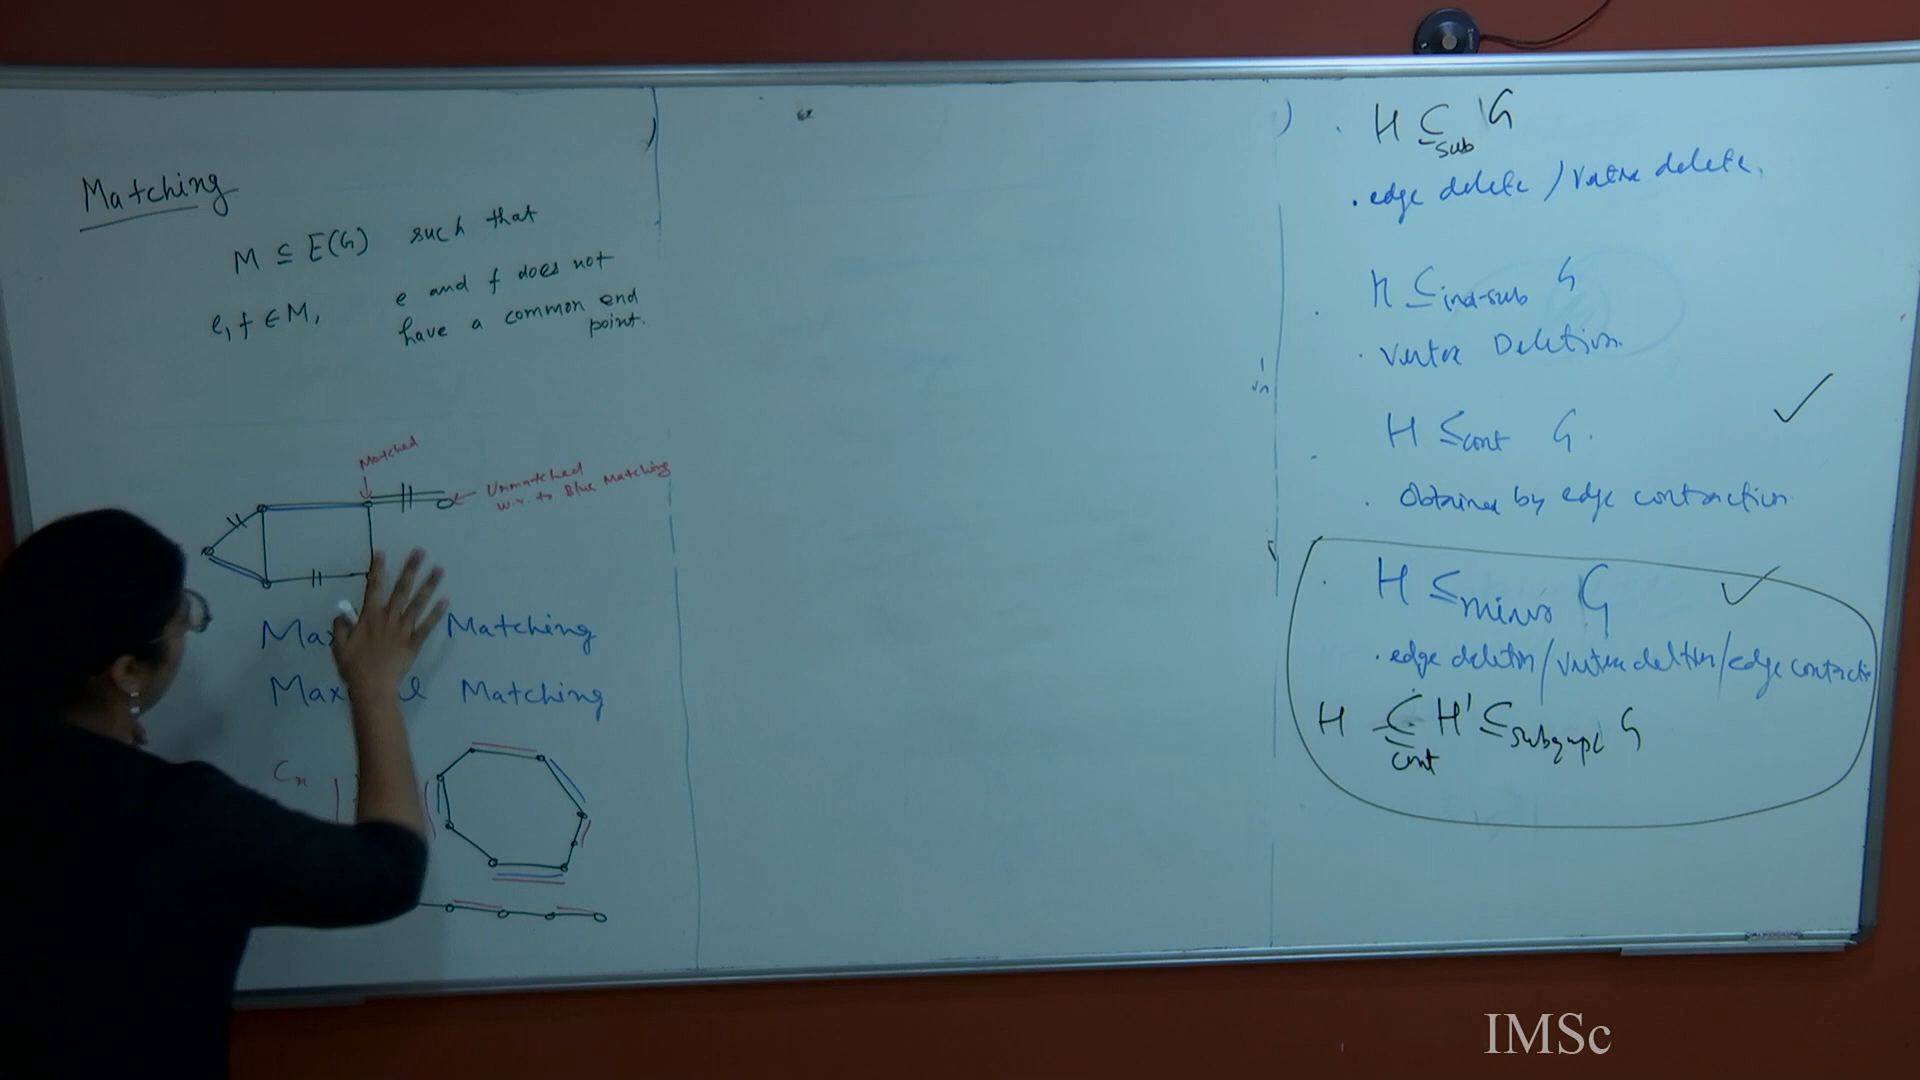 Matching
M ⊆ E(G) such that
e, f ∈ M, e and f does not
have a common end
point.
Matched
Unmatched
w.r. to Blue Matching
Matching
Matching
Cn
H ⊆sub G
. edge delete / vertex delete.
H ⊆ind-sub G
. vertex Deletion.
H ≤cont G.
. Obtained by edge contraction
H ≤minor G
. edge deletion/vertex deletion/edge contraction
H ⊆cont H' ⊆subgraph G
IMSc